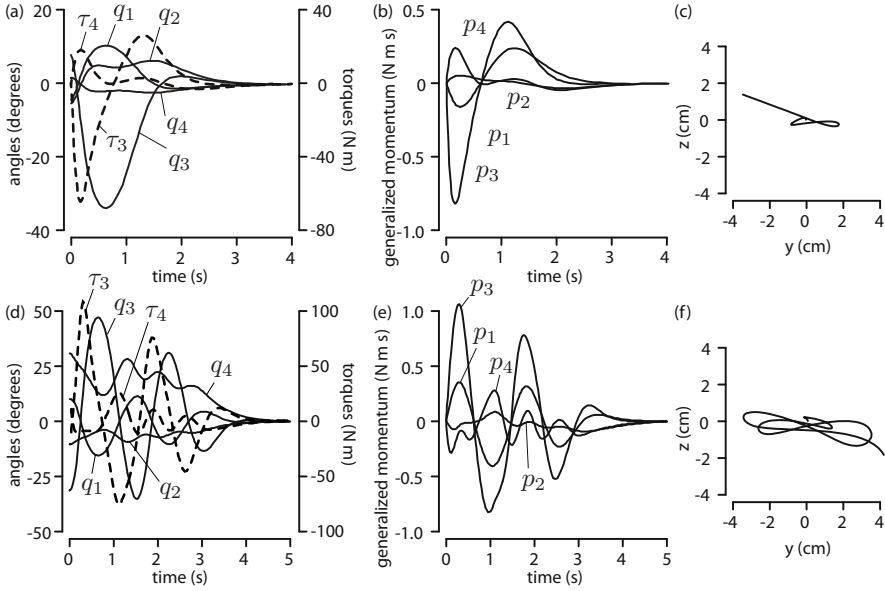 (a)
20
0
-20
-40
angles (degrees)
40
0
-40
-80
torques (N m)
0 1 2 3 4
time (s)
τ4
q1
q2
τ3
q4
q3
(b)
0.5
0
-0.5
-1.0
generalized momentum (N m s)
0 1 2 3 4
time (s)
p4
p2
p1
p3
(c)
4
2
0
-2
-4
z (cm)
-4 -2 0 2 4
y (cm)
(d)
50
25
0
-25
-50
angles (degrees)
100
50
0
-50
-100
torques (N m)
0 1 2 3 4 5
time (s)
τ3
q3
τ4
q4
q1
q2
(e)
1.0
0.5
0
-0.5
-1.0
generalized momentum (N m s)
0 1 2 3 4 5
time (s)
p3
p1
p4
p2
(f)
4
2
0
-2
-4
z (cm)
-4 -2 0 2 4
y (cm)